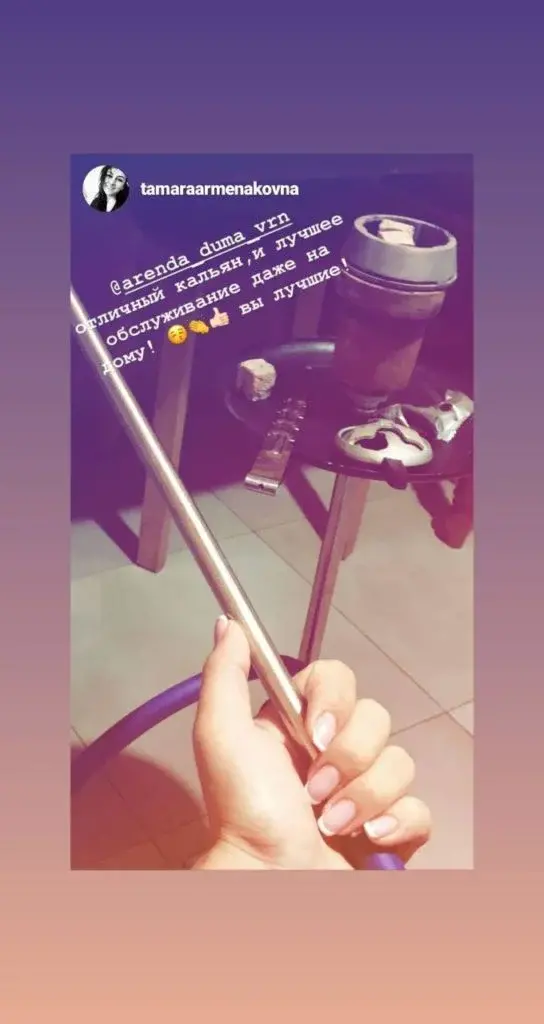 tamaraarmenakovna
@arenda_duma_vrn
отличный кальян,и лучшее
обслуживание даже на
дому! 🥳👏👍 вы лучшие!